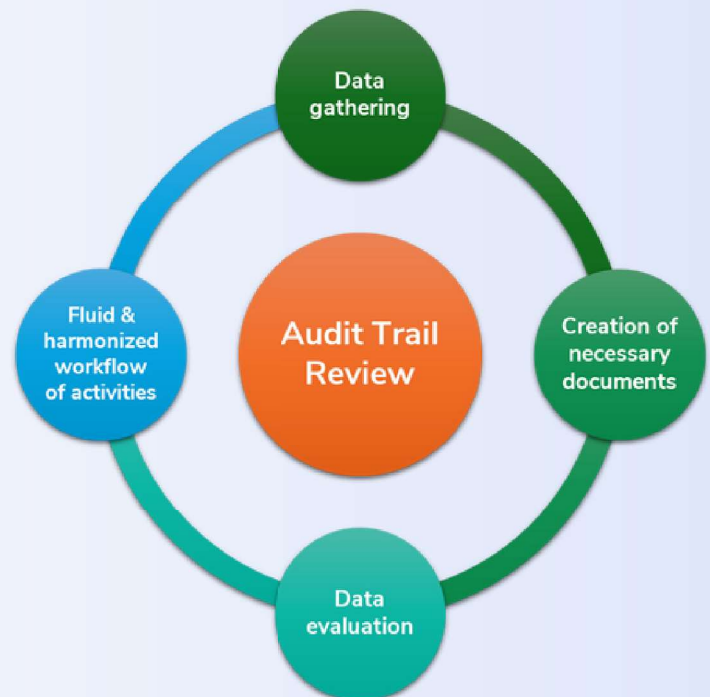 Data
gathering
Fluid &
harmonized
workflow
of activities
Audit Trail
Review
Creation of
necessary
documents
Data
evaluation